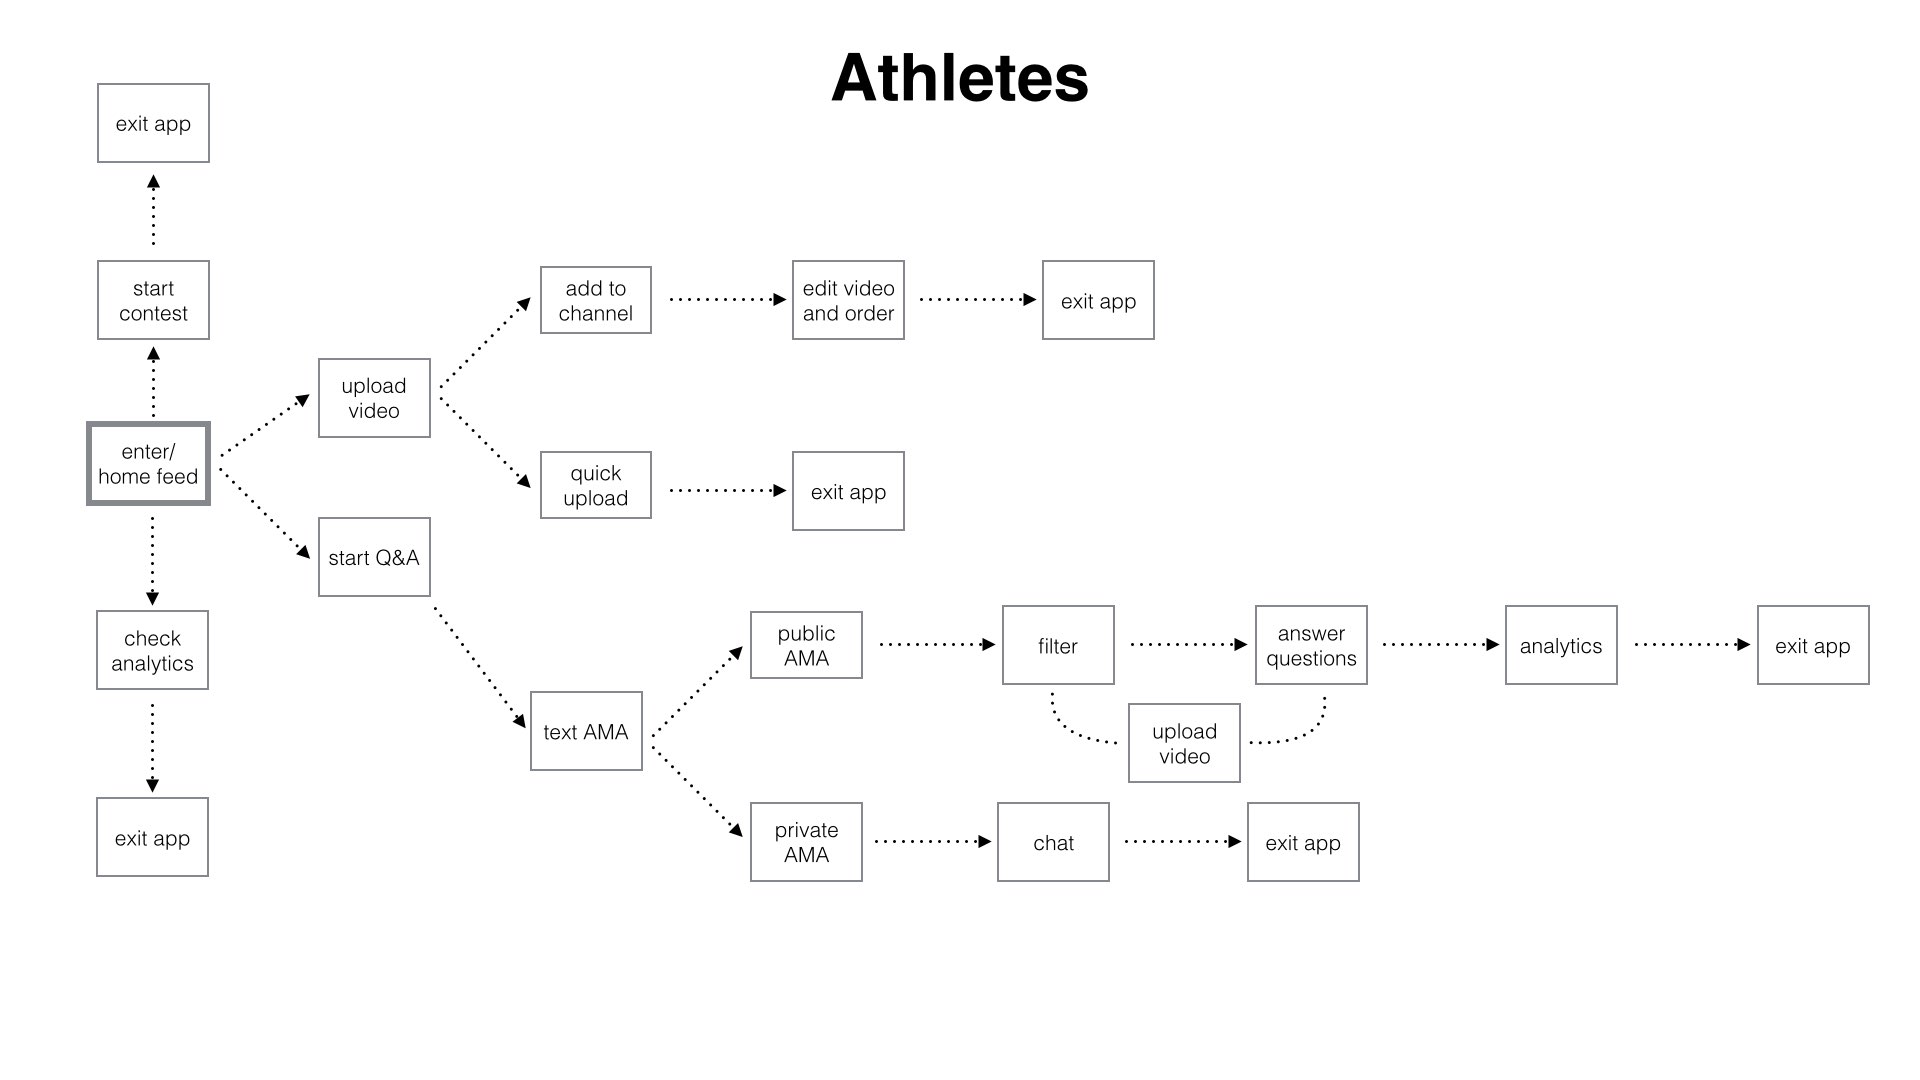 Athletes
exit app
start
contest
add to
channel
edit video
and order
exit app
upload
video
enter/
home feed
quick
upload
exit app
start Q&A
check
analytics
public
AMA
filter
answer
questions
analytics
exit app
text AMA
upload
video
exit app
private
AMA
chat
exit app